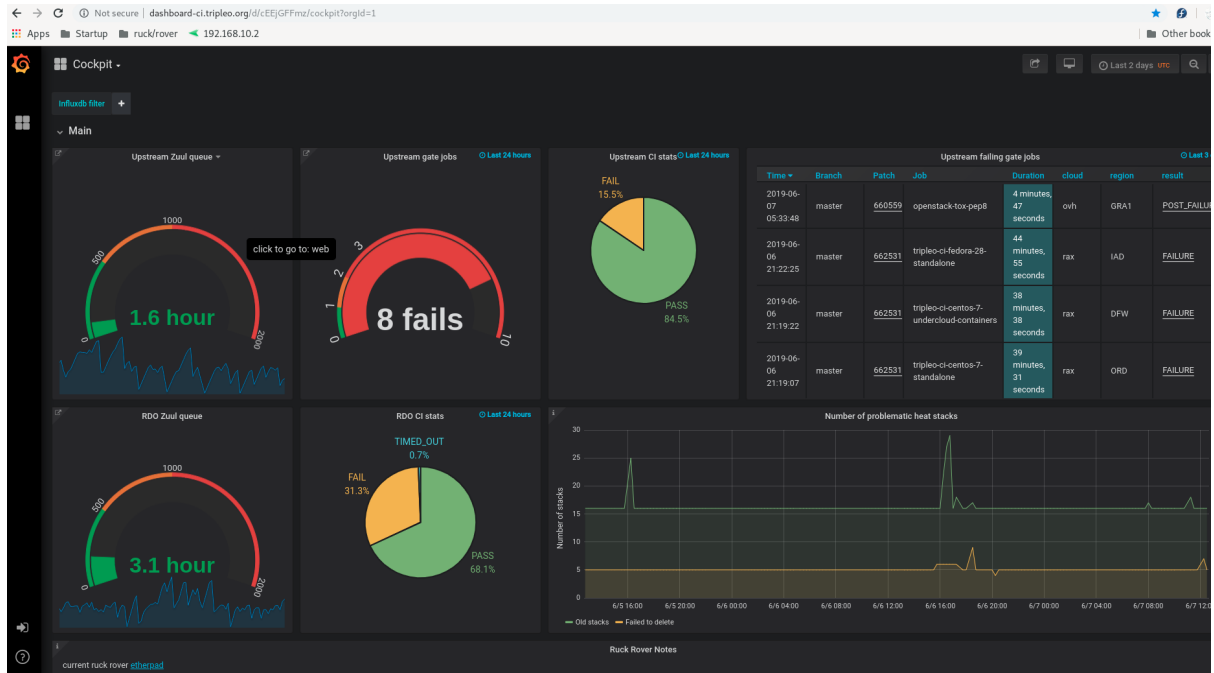 Not secure | dashboard-ci.tripleo.org/d/cEEjGFFmz/cockpit?orgId=1
Apps Startup ruck/rover 192.168.10.2 Other book
Cockpit Last 2 days UTC
Influxdb filter +
Main
Upstream Zuul queue
0
500
1000
2000
1.6 hour
click to go to: web
Upstream gate jobs Last 24 hours
0
1
2
3
10
8 fails
Upstream CI stats Last 24 hours
FAIL
15.5%
PASS
84.5%
Upstream failing gate jobs Last 3
Time Branch Patch Job Duration cloud region result
2019-06-07 05:33:48 master 660559 openstack-tox-pep8 4 minutes, 47 seconds ovh GRA1 POST_FAILU
2019-06-06 21:22:25 master 662531 tripleo-ci-fedora-28-standalone 44 minutes, 55 seconds rax IAD FAILURE
2019-06-06 21:19:22 master 662531 tripleo-ci-centos-7-undercloud-containers 38 minutes, 38 seconds rax DFW FAILURE
2019-06-06 21:19:07 master 662531 tripleo-ci-centos-7-standalone 39 minutes, 31 seconds rax ORD FAILURE
RDO Zuul queue
0
500
1000
2000
3.1 hour
RDO CI stats Last 24 hours
TIMED_OUT
0.7%
FAIL
31.3%
PASS
68.1%
Number of problematic heat stacks
Number of stacks
30
25
20
15
10
5
0
6/5 16:00 6/5 20:00 6/6 00:00 6/6 04:00 6/6 08:00 6/6 12:00 6/6 16:00 6/6 20:00 6/7 00:00 6/7 04:00 6/7 08:00 6/7 12:0
Old stacks Failed to delete
Ruck Rover Notes
current ruck rover etherpad